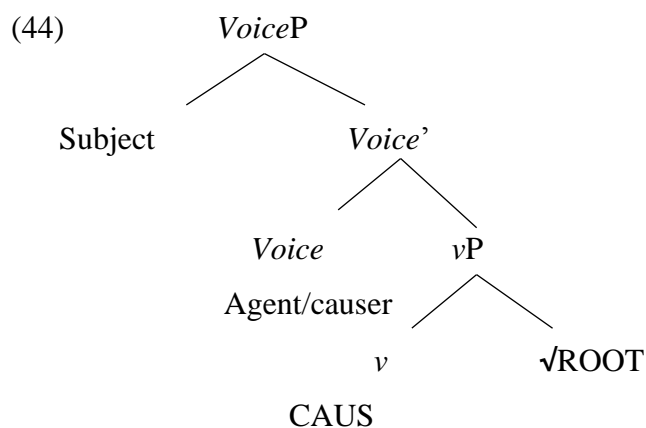 (44) VoiceP
Subject Voice’
Voice vP
Agent/causer
v √ROOT
CAUS